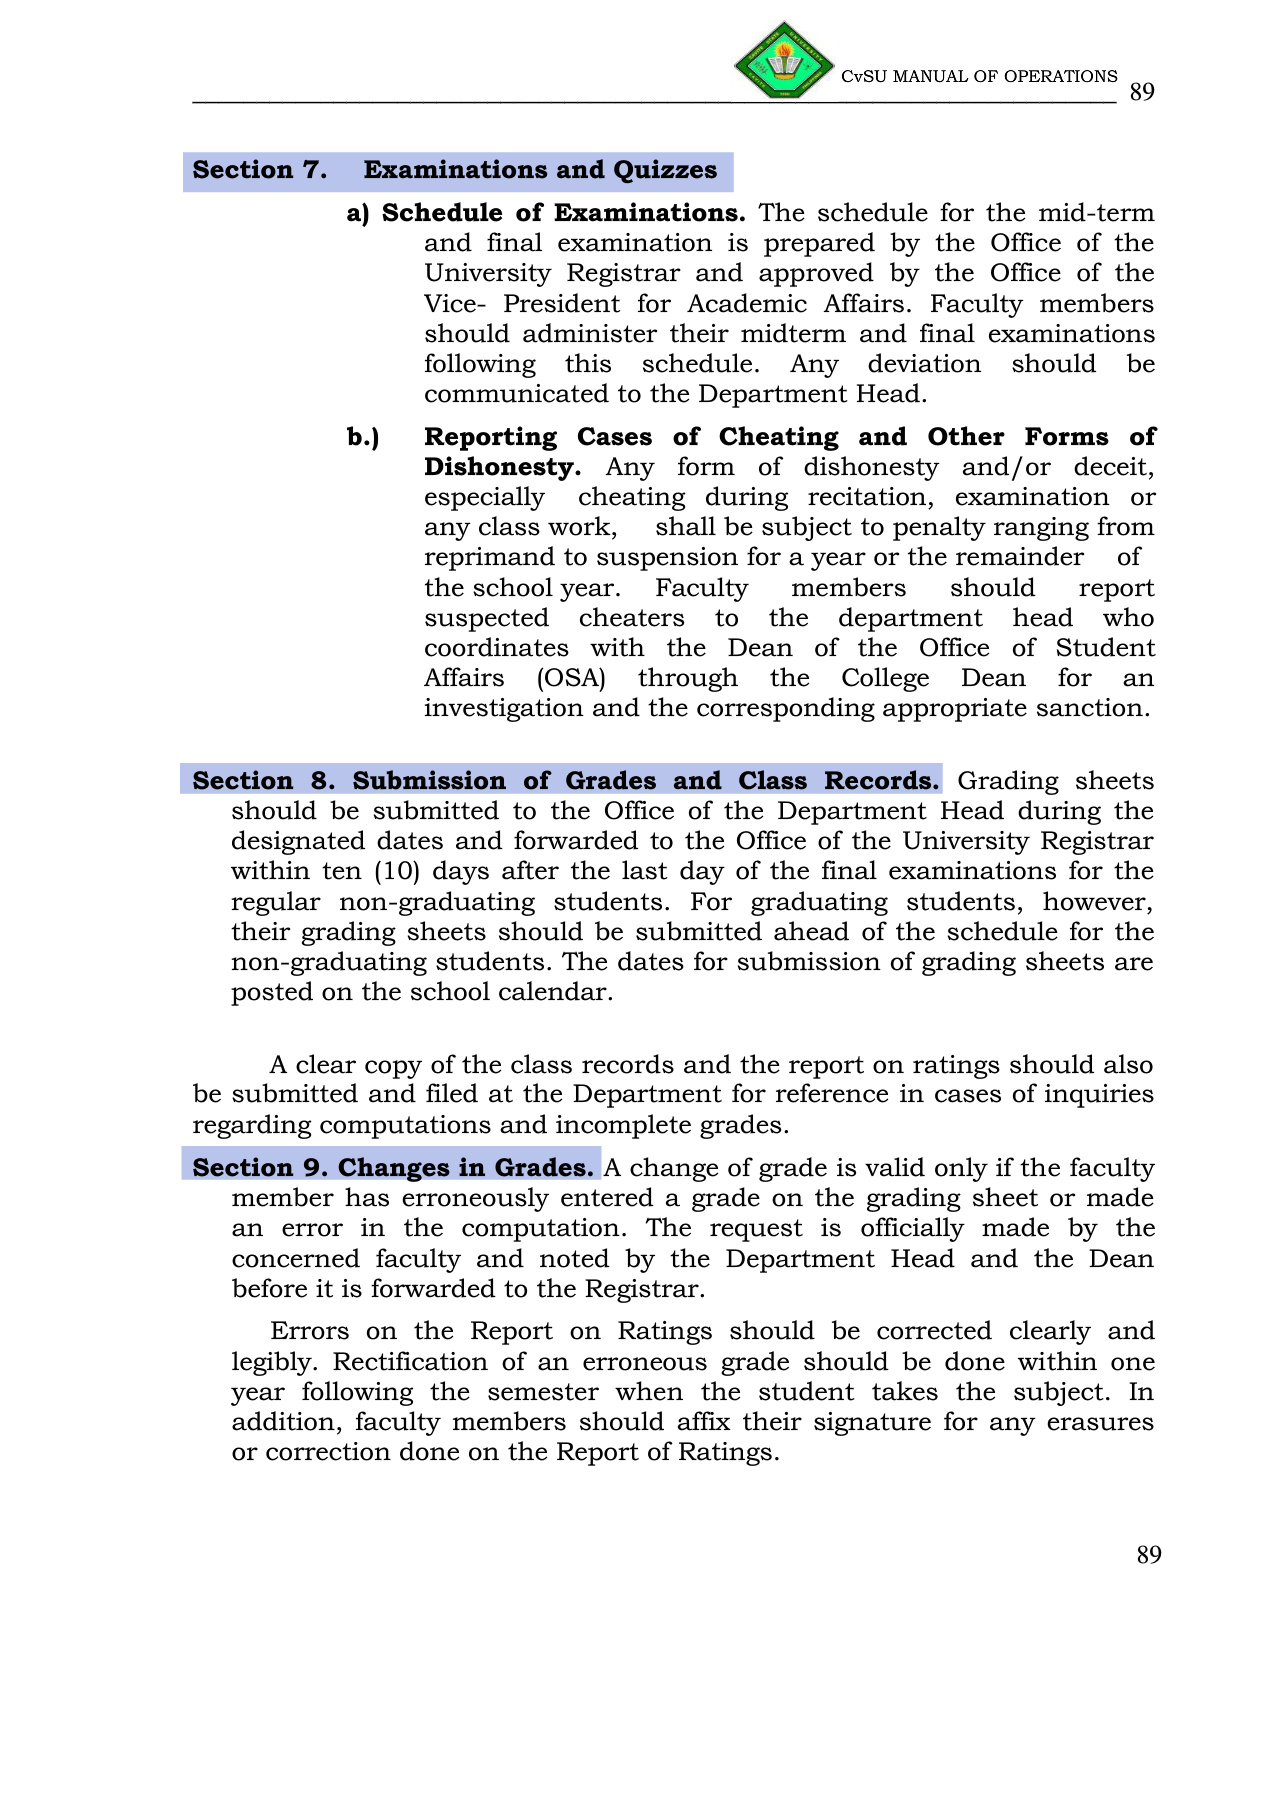 CvSU MANUAL OF OPERATIONS
89
Section 7. Examinations and Quizzes
a) Schedule of Examinations. The schedule for the mid-term
and final examination is prepared by the Office of the
University Registrar and approved by the Office of the
Vice- President for Academic Affairs. Faculty members
should administer their midterm and final examinations
following this schedule. Any deviation should be
communicated to the Department Head.
b.) Reporting Cases of Cheating and Other Forms of
Dishonesty. Any form of dishonesty and/or deceit,
especially cheating during recitation, examination or
any class work, shall be subject to penalty ranging from
reprimand to suspension for a year or the remainder of
the school year. Faculty members should report
suspected cheaters to the department head who
coordinates with the Dean of the Office of Student
Affairs (OSA) through the College Dean for an
investigation and the corresponding appropriate sanction.
Section 8. Submission of Grades and Class Records. Grading sheets
should be submitted to the Office of the Department Head during the
designated dates and forwarded to the Office of the University Registrar
within ten (10) days after the last day of the final examinations for the
regular non-graduating students. For graduating students, however,
their grading sheets should be submitted ahead of the schedule for the
non-graduating students. The dates for submission of grading sheets are
posted on the school calendar.
A clear copy of the class records and the report on ratings should also
be submitted and filed at the Department for reference in cases of inquiries
regarding computations and incomplete grades.
Section 9. Changes in Grades. A change of grade is valid only if the faculty
member has erroneously entered a grade on the grading sheet or made
an error in the computation. The request is officially made by the
concerned faculty and noted by the Department Head and the Dean
before it is forwarded to the Registrar.
Errors on the Report on Ratings should be corrected clearly and
legibly. Rectification of an erroneous grade should be done within one
year following the semester when the student takes the subject. In
addition, faculty members should affix their signature for any erasures
or correction done on the Report of Ratings.
89